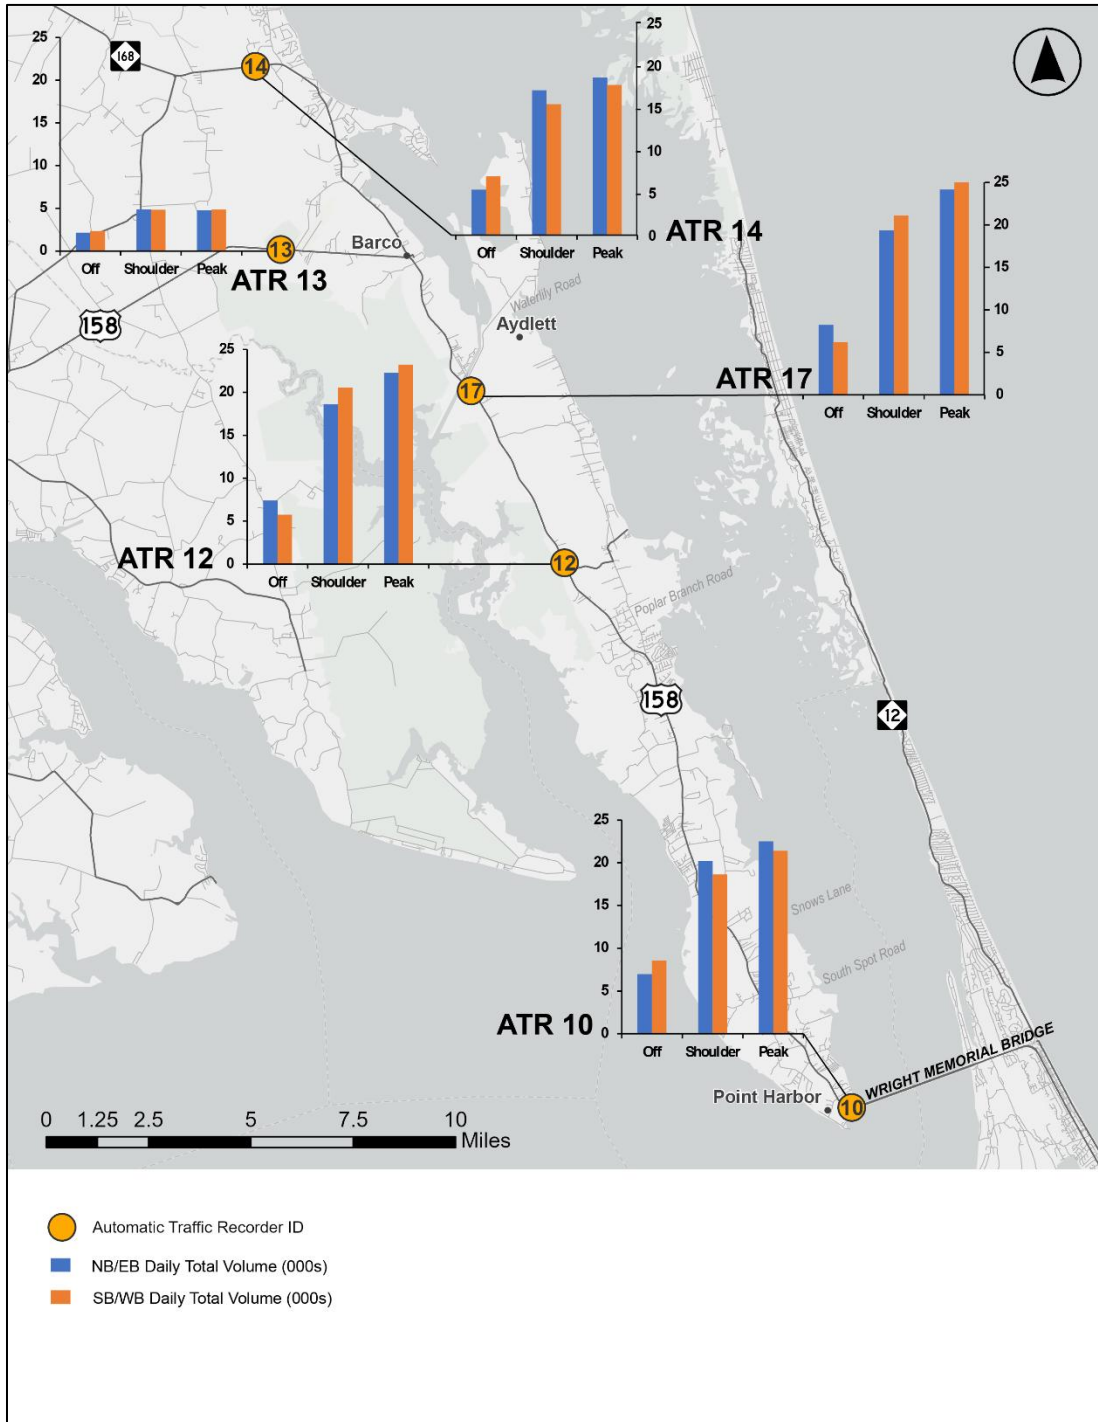 25
20
15
10
5
0
Off Shoulder Peak
ATR 13
168
14
25
20
15
10
5
0
Off Shoulder Peak
ATR 14
13
Barco
158
Waterlily Road
Aydlett
25
20
15
10
5
0
Off Shoulder Peak
ATR 17
17
25
20
15
10
5
0
Off Shoulder Peak
ATR 12
12
Poplar Branch Road
158
12
25
20
15
10
5
0
Off Shoulder Peak
ATR 10
Snows Lane
South Spot Road
WRIGHT MEMORIAL BRIDGE
Point Harbor
10
0 1.25 2.5 5 7.5 10
Miles
Automatic Traffic Recorder ID
NB/EB Daily Total Volume (000s)
SB/WB Daily Total Volume (000s)